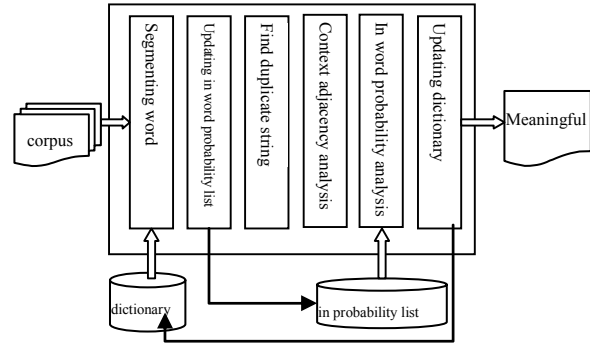 corpus
Segmenting word
Updating in word probability list
Find duplicate string
Context adjacency analysis
In word probability analysis
Updating dictionary
Meaningful
dictionary
in probability list